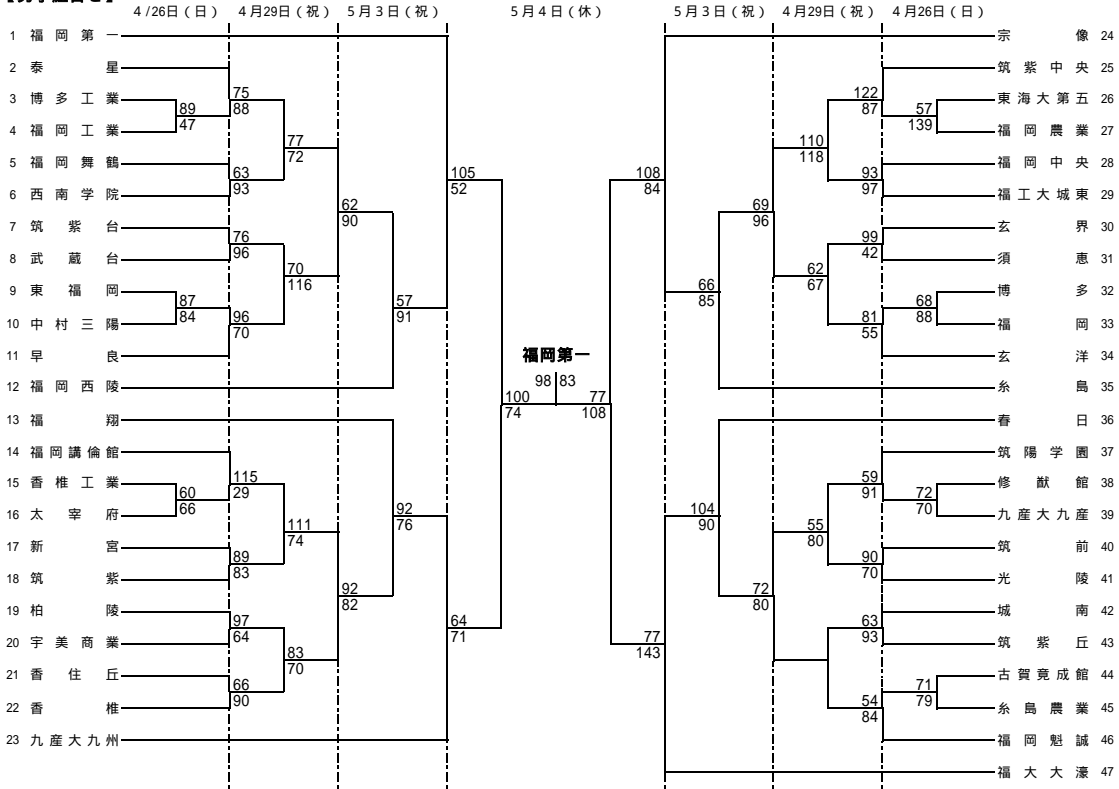 4/26日(日) 4月29日(祝) 5月3日(祝) 5月4日(休) 5月3日(祝) 4月29日(祝) 4月26日(日)
1 福岡第一 宗像 24
2 泰星 筑紫中央 25
3 博多工業 75 122 東海大第五 26
89 88 87 57
4 福岡工業 47 139 福岡農業 27
77 110
5 福岡舞鶴 72 118 福岡中央 28
63 105 108 93
6 西南学院 93 52 84 97 福工大城東 29
62 69
7 筑紫台 90 96 玄界 30
76 99
8 武蔵台 96 42 須恵 31
70 62
9 東福岡 116 67 博多 32
87 57 66 68
10 中村三陽 84 96 91 85 81 88 福岡 33
70 55
11 早良 福岡第一 玄洋 34
12 福岡西陵 98 83 糸島 35
100 77
13 福翔 74 108 春日 36
14 福岡講倫館 筑陽学園 37
15 香椎工業 115 59 修猷館 38
60 29 91 72
16 太宰府 66 92 104 70 九産大九産 39
111 76 90 55
17 新宮 74 80 筑前 40
89 90
18 筑紫 83 70 光陵 41
92 72
19 柏陵 82 80 城南 42
97 64 63
20 宇美商業 64 71 77 93 筑紫丘 43
83 143
21 香住丘 70 古賀竟成館 44
66 54 71
22 香椎 90 84 79 糸島農業 45
23 九産大九州 福岡魁誠 46
福大大濠 47